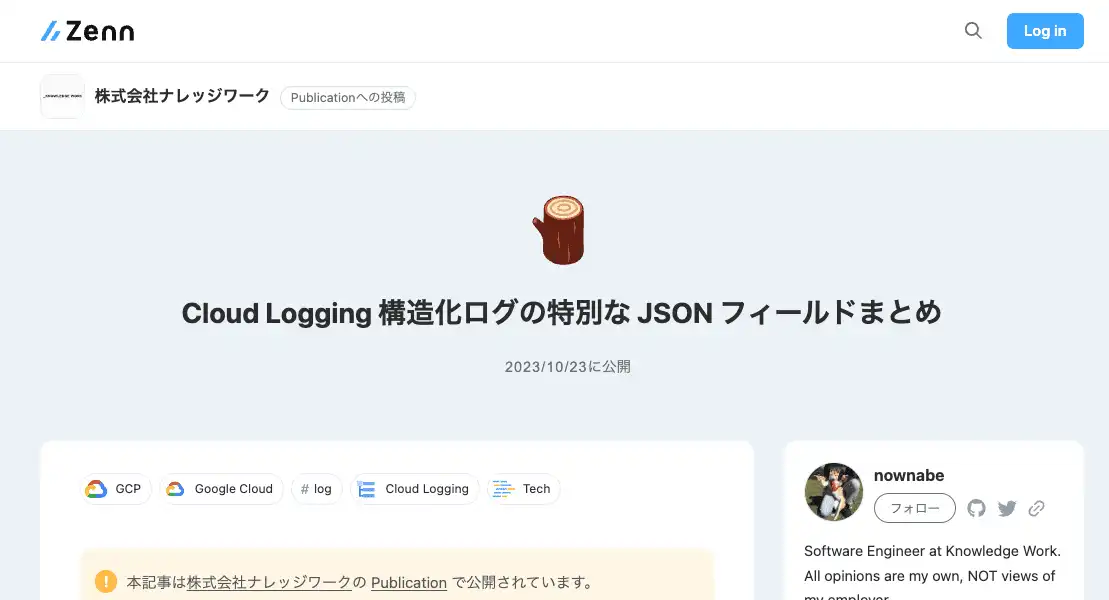 Zenn
Log in
KNOWLEDGE WORK
株式会社ナレッジワーク
Publicationへの投稿
Cloud Logging 構造化ログの特別な JSON フィールドまとめ
2023/10/23に公開
GCP
Google Cloud
# log
Cloud Logging
Tech
! 本記事は株式会社ナレッジワークの Publication で公開されています。
nownabe
フォロー
Software Engineer at Knowledge Work.
All opinions are my own, NOT views of
my employer